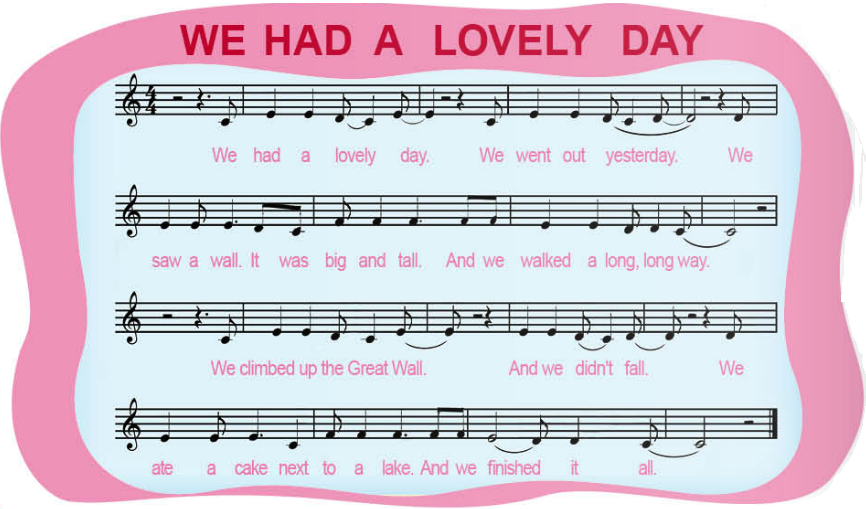 WE HAD A LOVELY DAY
4
4
We had a lovely day. We went out yesterday. We
saw a wall. It was big and tall. And we walked a long, long way.
We climbed up the Great Wall. And we didn't fall. We
ate a cake next to a lake. And we finished it all.